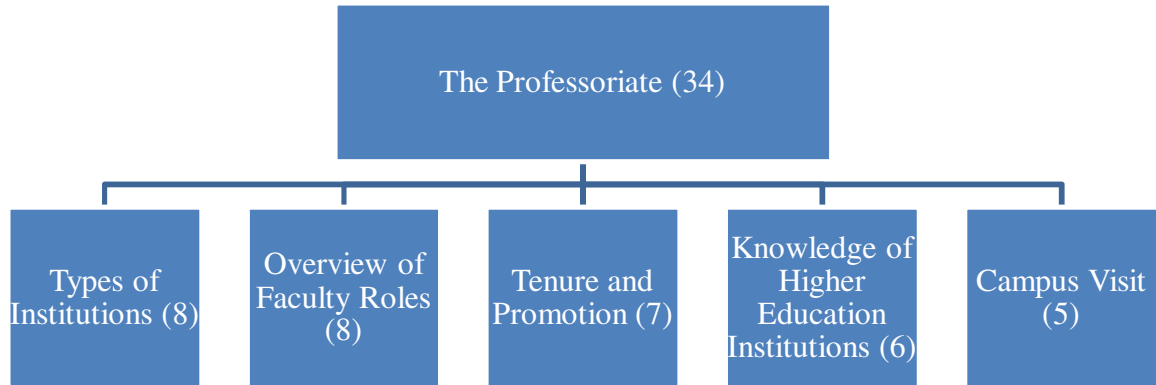 The Professoriate (34)
Types of
Institutions (8)
Overview of
Faculty Roles
(8)
Tenure and
Promotion (7)
Knowledge of
Higher
Education
Institutions (6)
Campus Visit
(5)